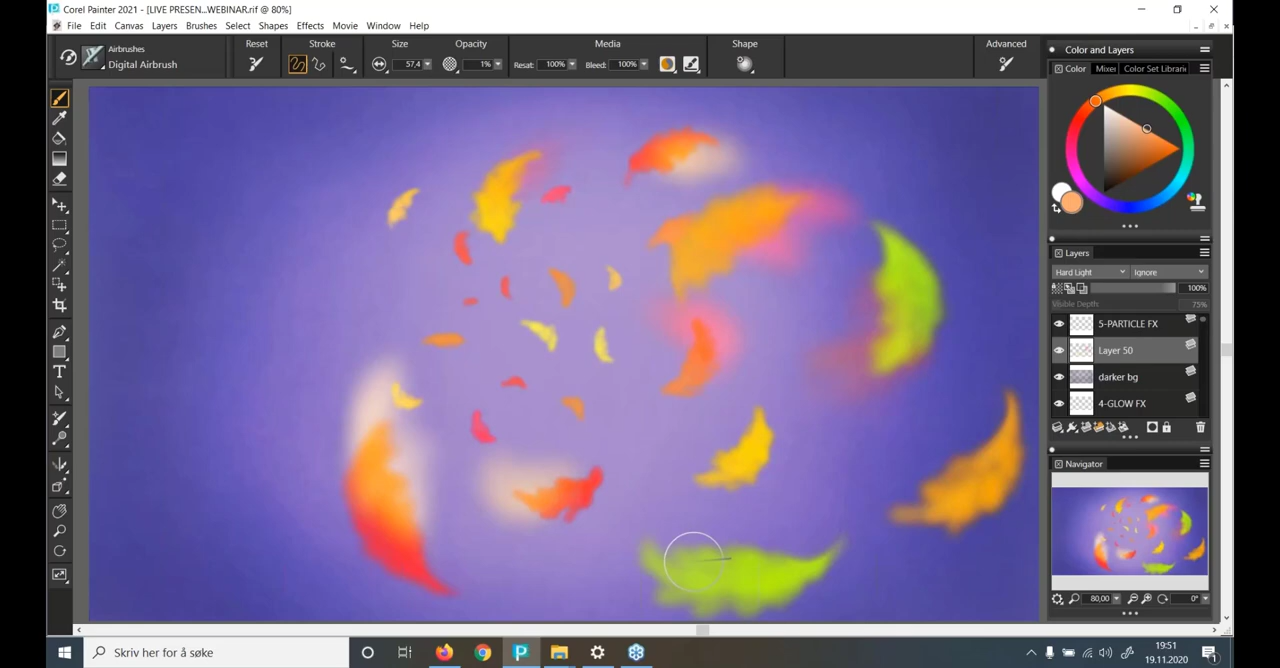 Corel Painter 2021 - [LIVE PRESEN...WEBINAR.rif @ 80%]
File Edit Canvas Layers Brushes Select Shapes Effects Movie Window Help
Airbrushes
Digital Airbrush
Reset Stroke Size Opacity Media Shape Advanced
57,4 1% Resat: 100% Bleed: 100%
Color and Layers
Color Mixer Color Set Librarie
Layers
Hard Light Ignore
100%
Visible Depth: 75%
5-PARTICLE FX
Layer 50
darker bg
4-GLOW FX
Navigator
80,00 0°
Skriv her for å søke
19:51
19.11.2020